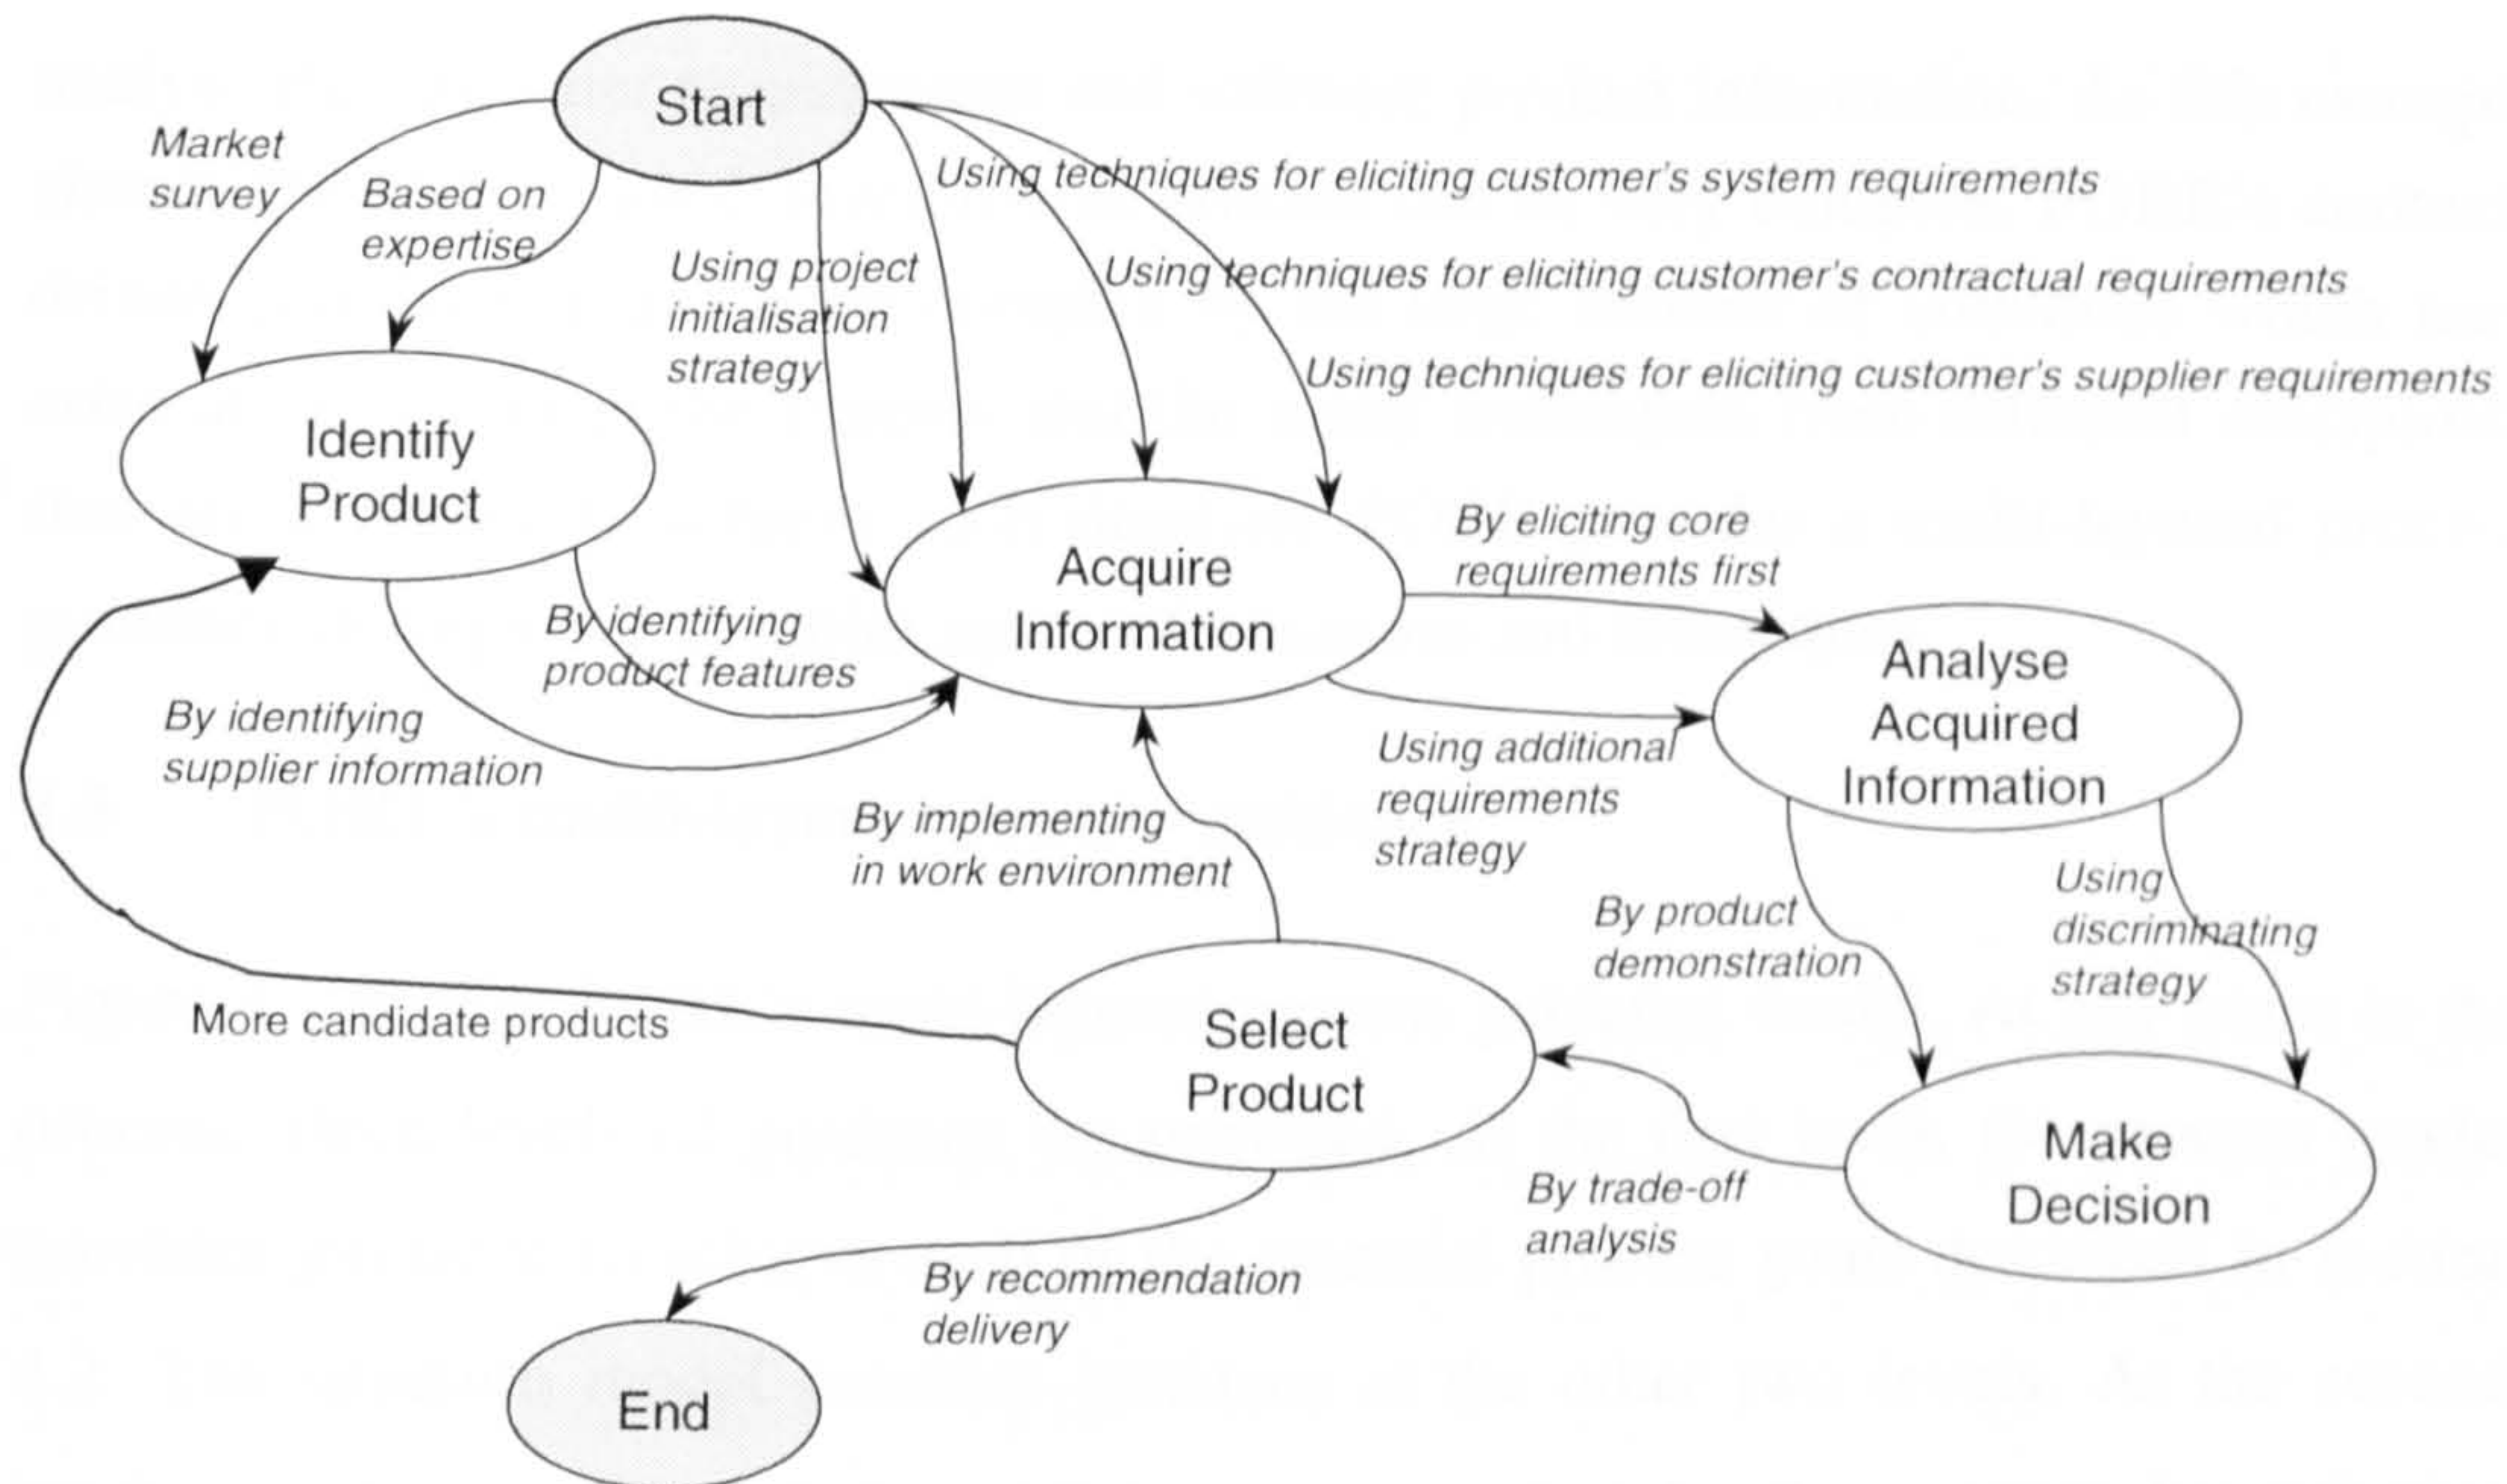 Start
Market
survey
Based on
expertise
Using project
initialisation
strategy
Using techniques for eliciting customer's system requirements
Using techniques for eliciting customer's contractual requirements
Using techniques for eliciting customer's supplier requirements
Identify
Product
Acquire
Information
By eliciting core
requirements first
By identifying
product features
By identifying
supplier information
Analyse
Acquired
Information
Using additional
requirements
strategy
By implementing
in work environment
By product
demonstration
Using
discriminating
strategy
More candidate products
Select
Product
Make
Decision
By trade-off
analysis
By recommendation
delivery
End